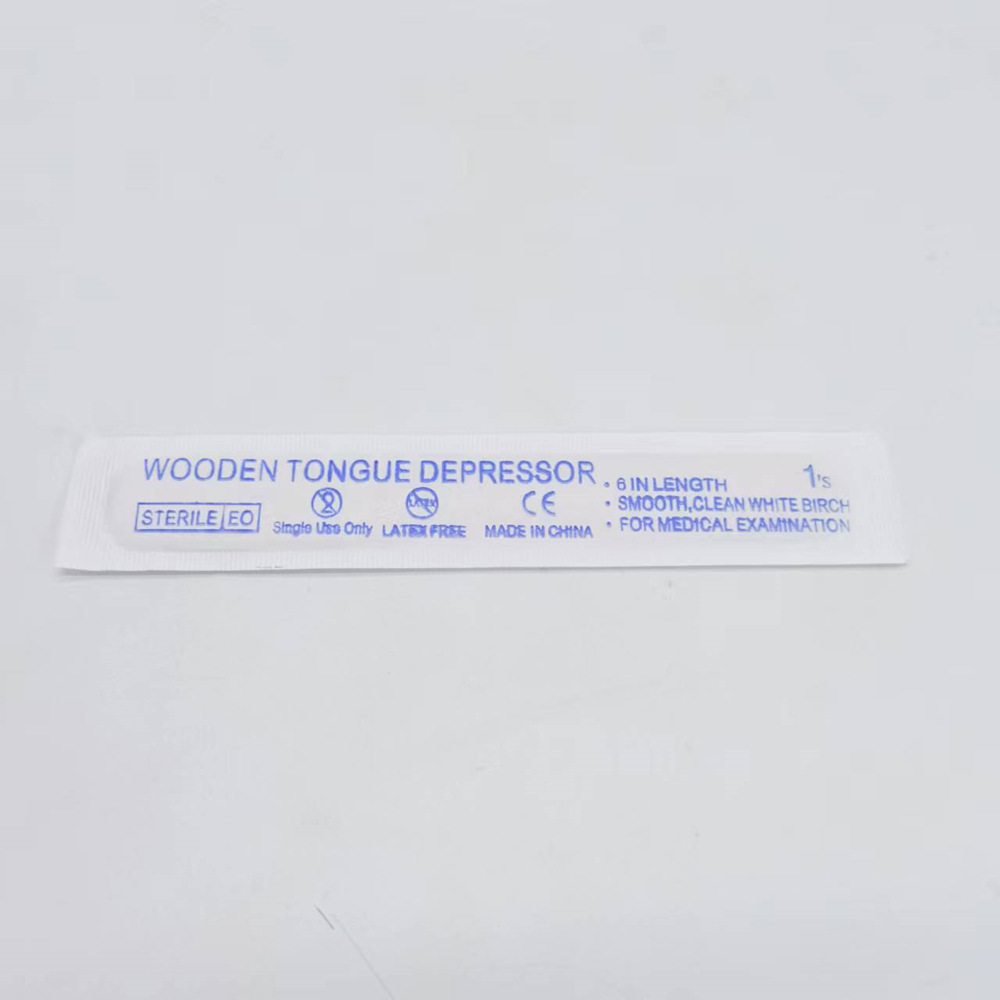 WOODEN TONGUE DEPRESSOR
STERILE EO
Single Use Only
LATEX
LATEX FREE
CE
MADE IN CHINA
1's
• 6 IN LENGTH
• SMOOTH,CLEAN WHITE BIRCH
• FOR MEDICAL EXAMINATION